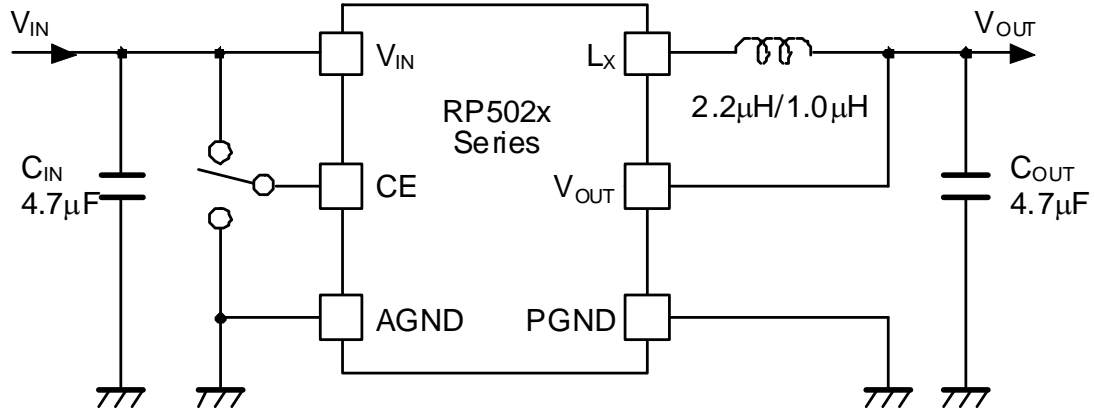 VIN
VOUT
VIN
LX
RP502x
Series
2.2μH/1.0μH
CIN
4.7μF
CE
VOUT
COUT
4.7μF
AGND
PGND